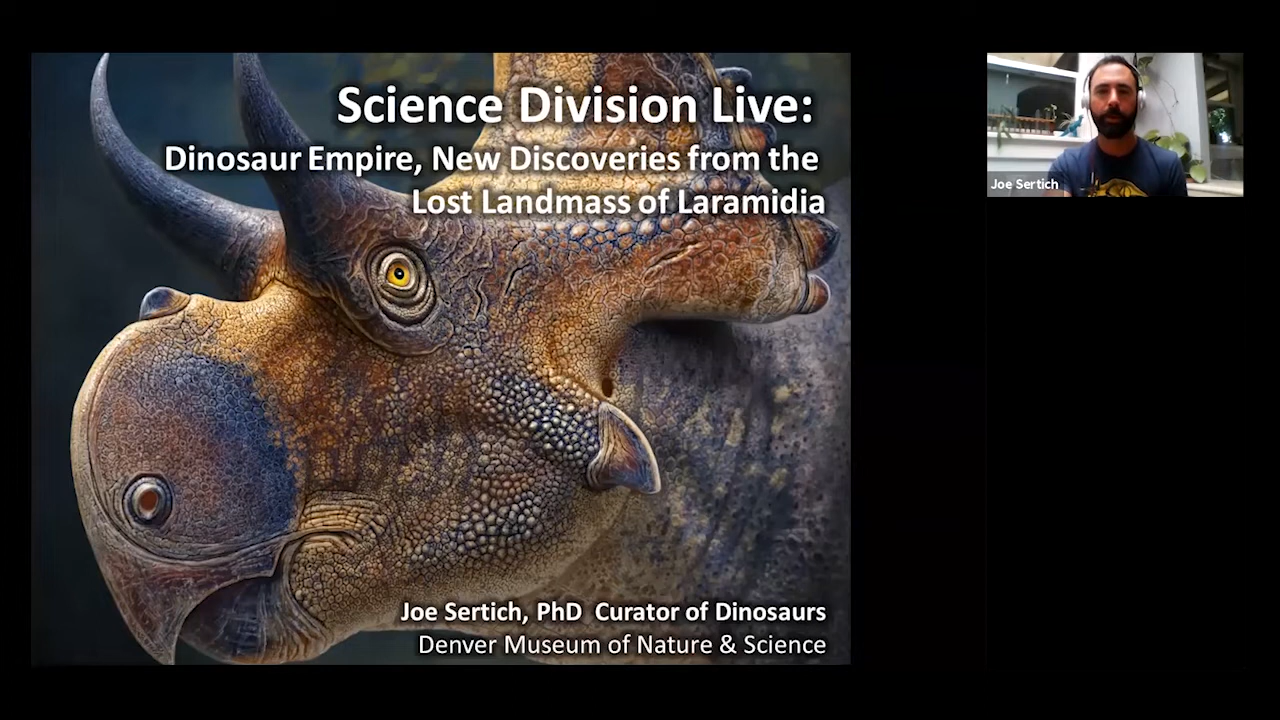 Science Division Live:
Dinosaur Empire, New Discoveries from the
Lost Landmass of Laramidia
Joe Sertich
Joe Sertich, PhD  Curator of Dinosaurs
Denver Museum of Nature & Science